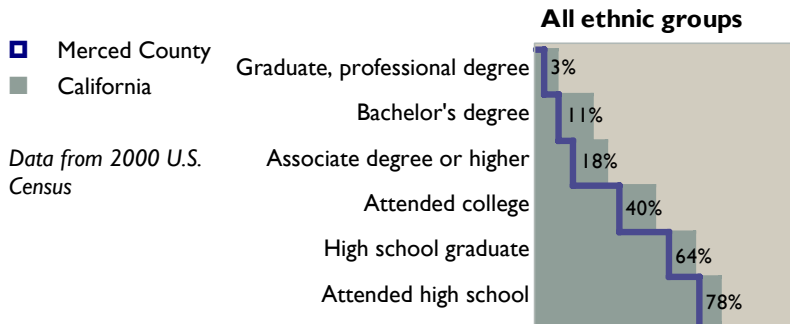 All ethnic groups
Merced County
California
Data from 2000 U.S.
Census
Graduate, professional degree 3%
Bachelor's degree 11%
Associate degree or higher 18%
Attended college 40%
High school graduate 64%
Attended high school 78%